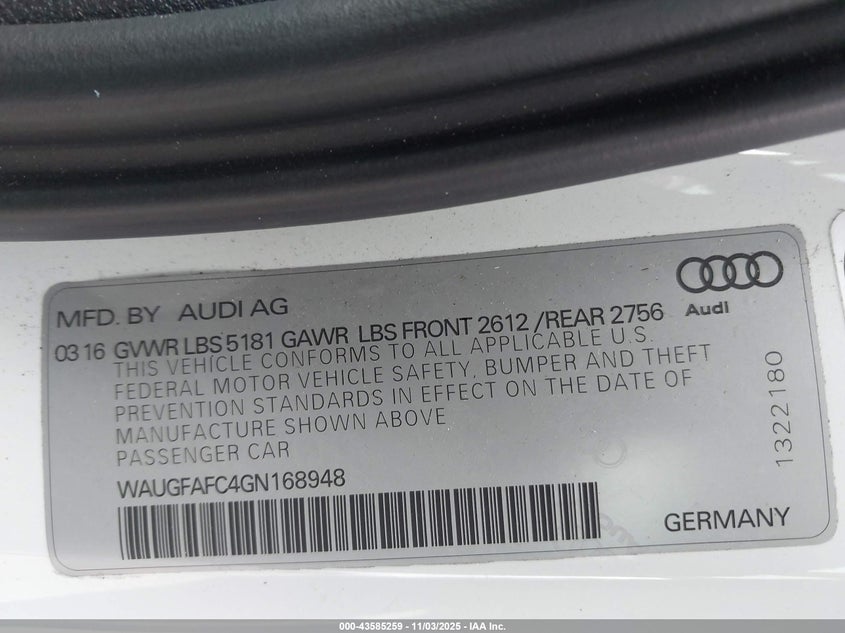 MFD. BY AUDI AG
Audi
03 16 GVWR LBS 5181 GAWR LBS FRONT 2612 /REAR 2756
THIS VEHICLE CONFORMS TO ALL APPLICABLE U.S.
FEDERAL MOTOR VEHICLE SAFETY, BUMPER AND THEFT
PREVENTION STANDARDS IN EFFECT ON THE DATE OF
MANUFACTURE SHOWN ABOVE
PASSENGER CAR
1322180
WAUGFAFC4GN168948
GERMANY
000-43585259 - 11/03/2025 - IAA Inc.